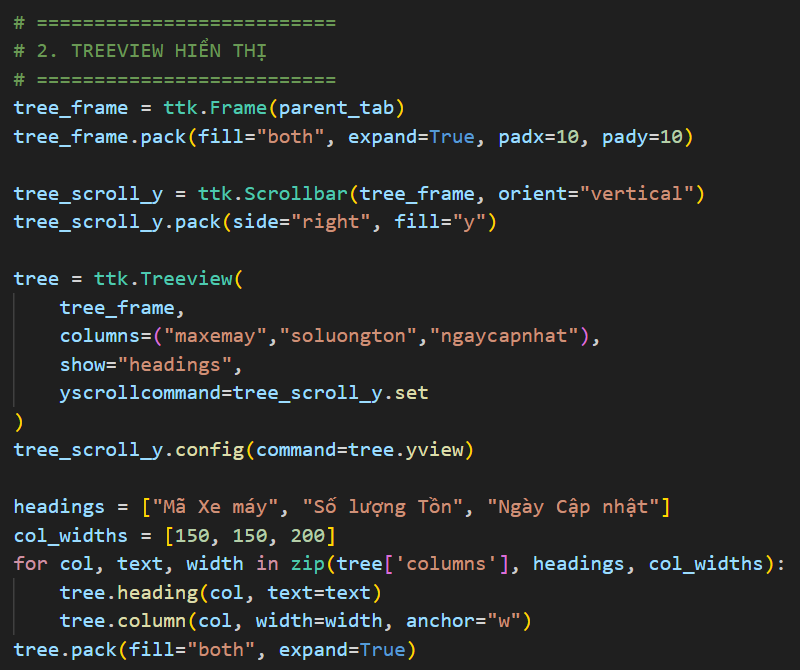 # ==========================
# 2. TREEVIEW HIỂN THỊ
# ==========================
tree_frame = ttk.Frame(parent_tab)
tree_frame.pack(fill="both", expand=True, padx=10, pady=10)

tree_scroll_y = ttk.Scrollbar(tree_frame, orient="vertical")
tree_scroll_y.pack(side="right", fill="y")

tree = ttk.Treeview(
    tree_frame,
    columns=("maxemay","soluongton","ngaycapnhat"),
    show="headings",
    yscrollcommand=tree_scroll_y.set
)
tree_scroll_y.config(command=tree.yview)

headings = ["Mã Xe máy", "Số lượng Tồn", "Ngày Cập nhật"]
col_widths = [150, 150, 200]
for col, text, width in zip(tree['columns'], headings, col_widths):
    tree.heading(col, text=text)
    tree.column(col, width=width, anchor="w")
tree.pack(fill="both", expand=True)